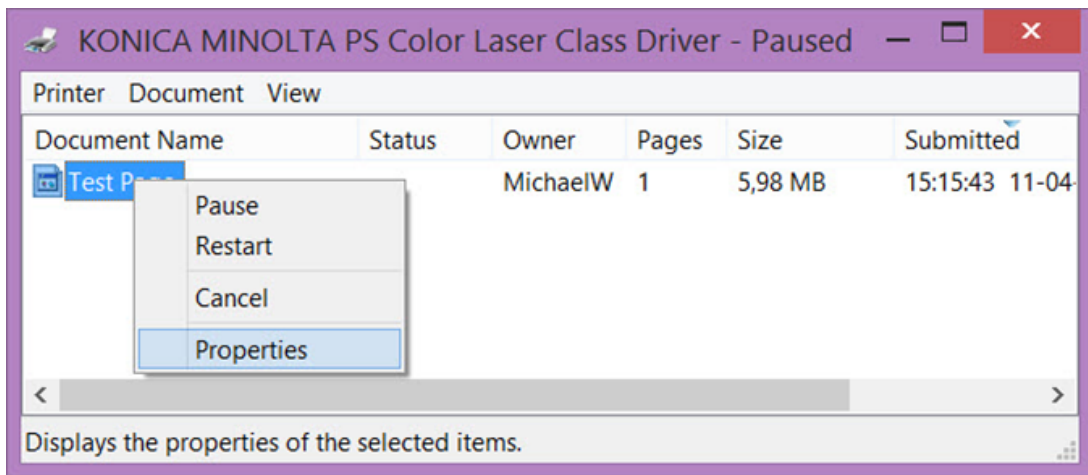 KONICA MINOLTA PS Color Laser Class Driver - Paused
Printer Document View
Document Name Status Owner Pages Size Submitted
Test MichaelW 1 5,98 MB 15:15:43 11-04-
Pause
Restart
Cancel
Properties
Displays the properties of the selected items.